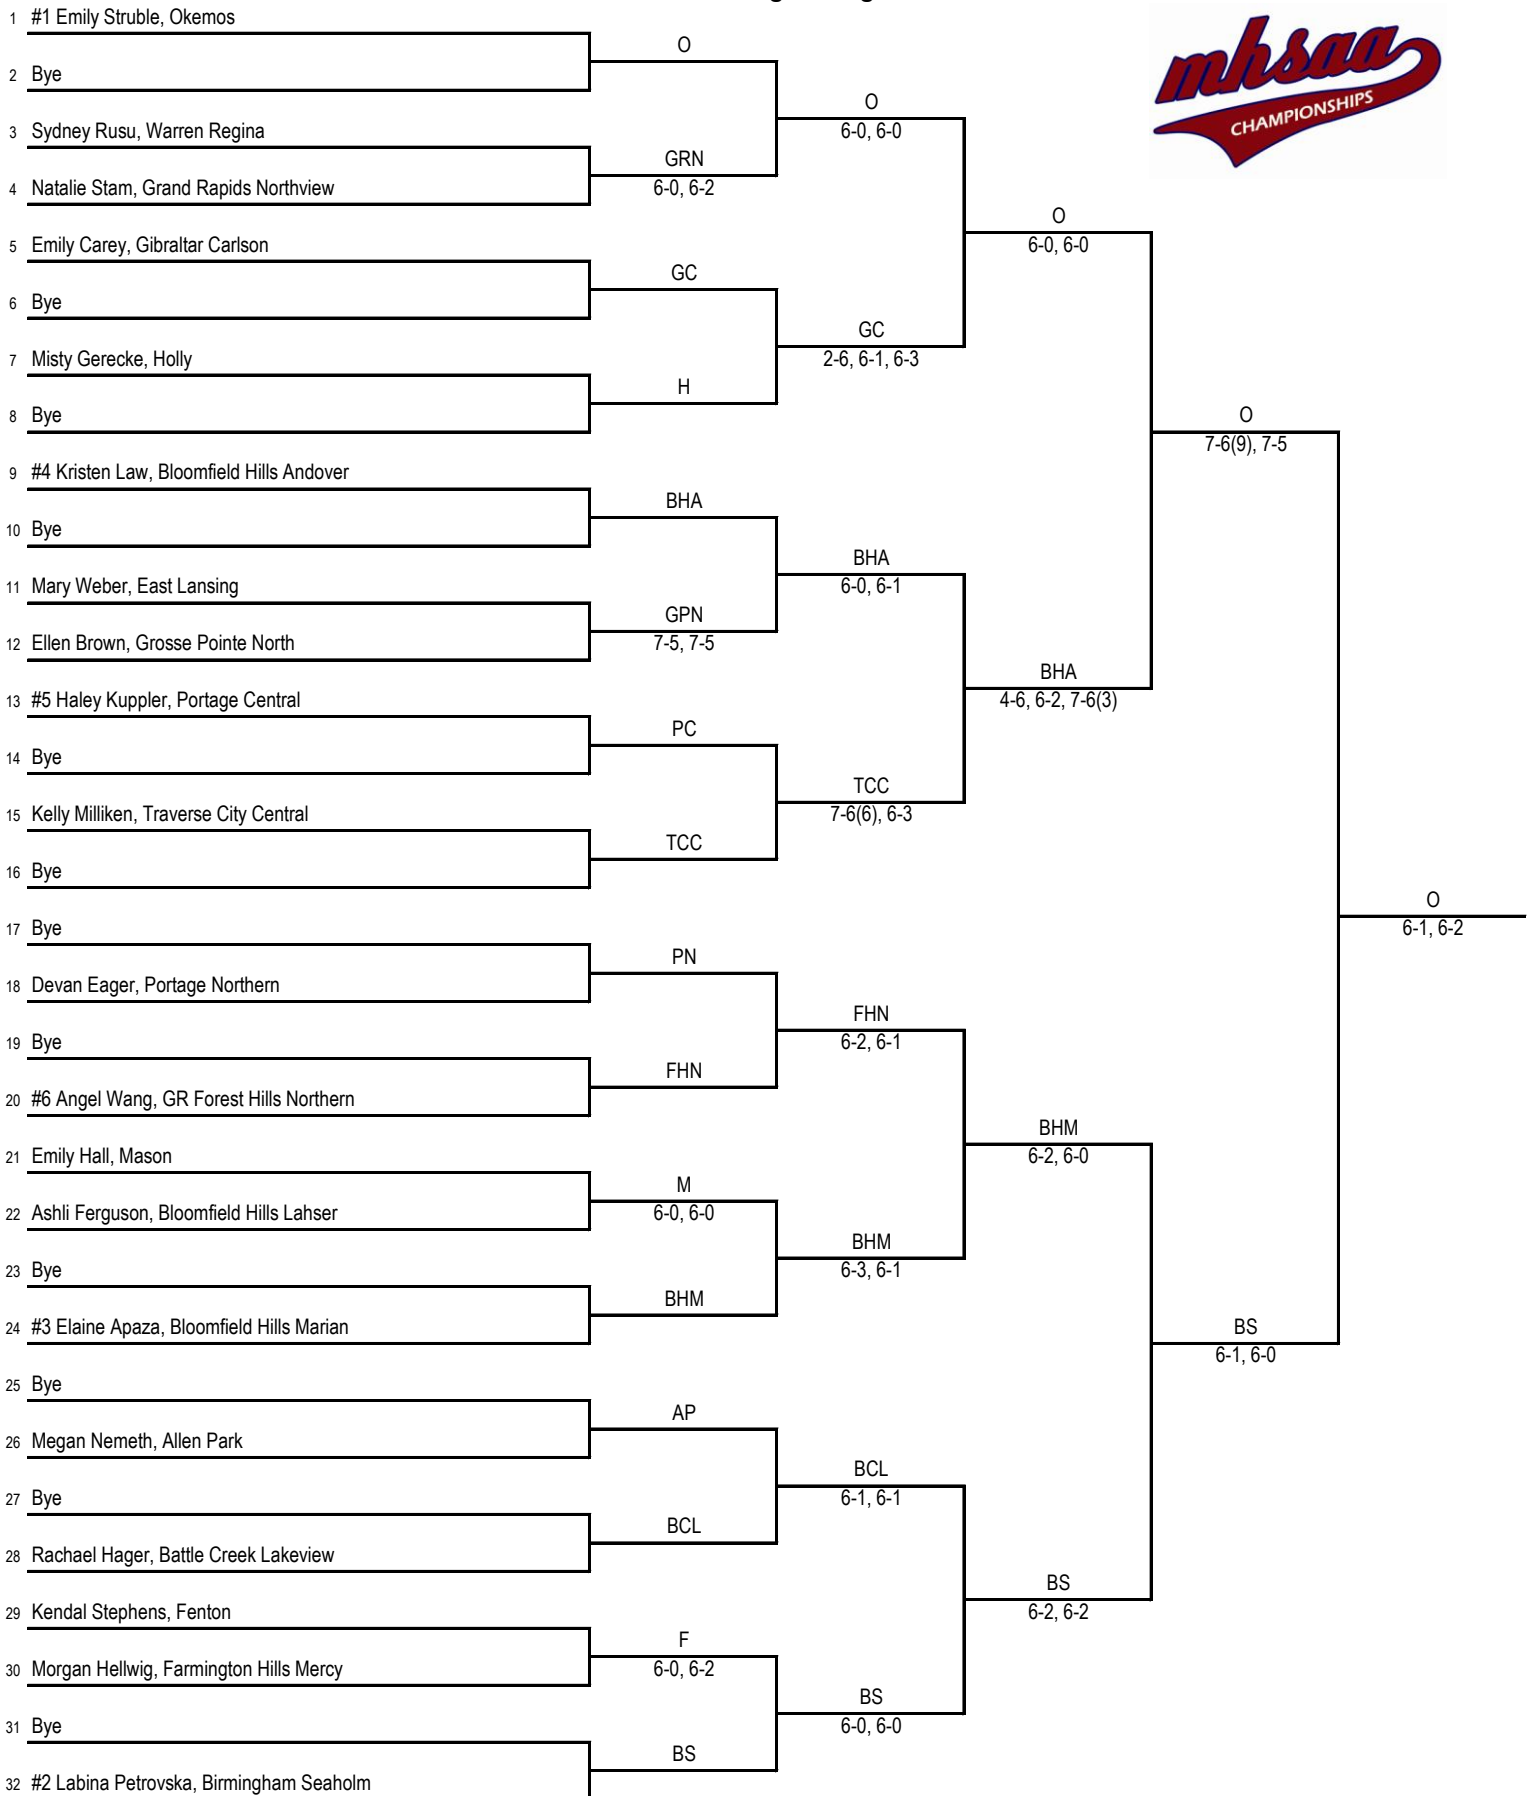 mhsaa
CHAMPIONSHIPS
1 #1 Emily Struble, Okemos
2 Bye
3 Sydney Rusu, Warren Regina
4 Natalie Stam, Grand Rapids Northview
5 Emily Carey, Gibraltar Carlson
6 Bye
7 Misty Gerecke, Holly
8 Bye
9 #4 Kristen Law, Bloomfield Hills Andover
10 Bye
11 Mary Weber, East Lansing
12 Ellen Brown, Grosse Pointe North
13 #5 Haley Kuppler, Portage Central
14 Bye
15 Kelly Milliken, Traverse City Central
16 Bye
17 Bye
18 Devan Eager, Portage Northern
19 Bye
20 #6 Angel Wang, GR Forest Hills Northern
21 Emily Hall, Mason
22 Ashli Ferguson, Bloomfield Hills Lahser
23 Bye
24 #3 Elaine Apaza, Bloomfield Hills Marian
25 Bye
26 Megan Nemeth, Allen Park
27 Bye
28 Rachael Hager, Battle Creek Lakeview
29 Kendal Stephens, Fenton
30 Morgan Hellwig, Farmington Hills Mercy
31 Bye
32 #2 Labina Petrovska, Birmingham Seaholm
O
GRN
6-0, 6-2
GC
H
BHA
GPN
7-5, 7-5
PC
TCC
PN
FHN
M
6-0, 6-0
BHM
AP
BCL
F
6-0, 6-2
BS
O
6-0, 6-0
GC
2-6, 6-1, 6-3
BHA
6-0, 6-1
TCC
7-6(6), 6-3
FHN
6-2, 6-1
BHM
6-3, 6-1
BCL
6-1, 6-1
BS
6-0, 6-0
O
6-0, 6-0
BHA
4-6, 6-2, 7-6(3)
BHM
6-2, 6-0
BS
6-2, 6-2
O
7-6(9), 7-5
BS
6-1, 6-0
O
6-1, 6-2